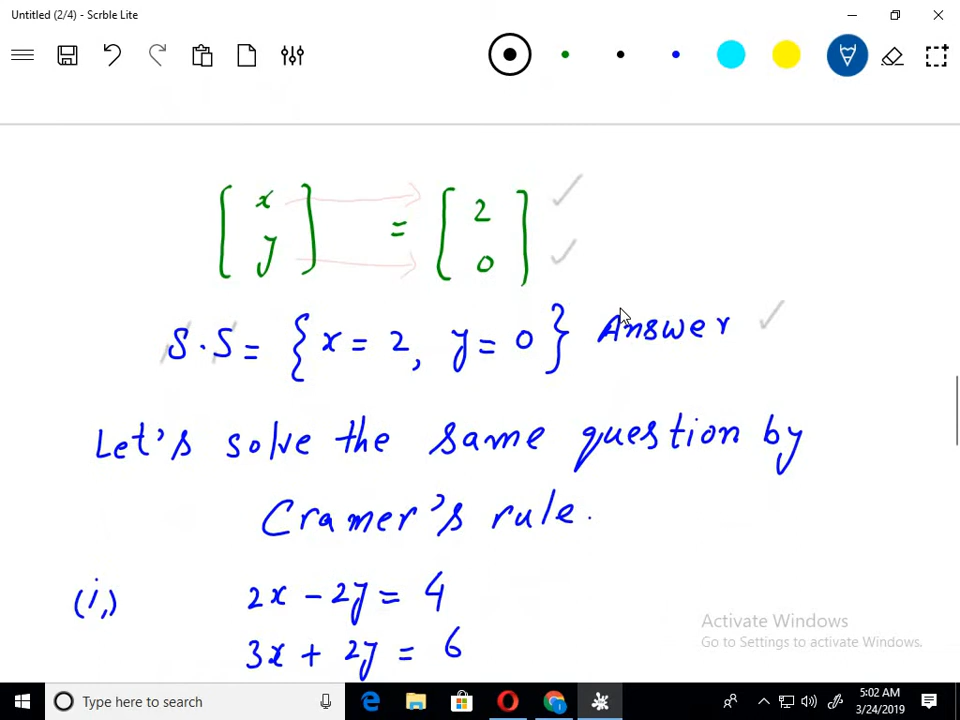 Untitled (2/4) - Scrble Lite
[ x ] = [ 2 ]
[ y ] [ 0 ]
S.S = { x = 2, y = 0 } Answer
Let's solve the same question by
Cramer's rule.
(i,) 2x - 2y = 4
3x + 2y = 6
Activate Windows
Go to Settings to activate Windows.
Type here to search
5:02 AM
3/24/2019